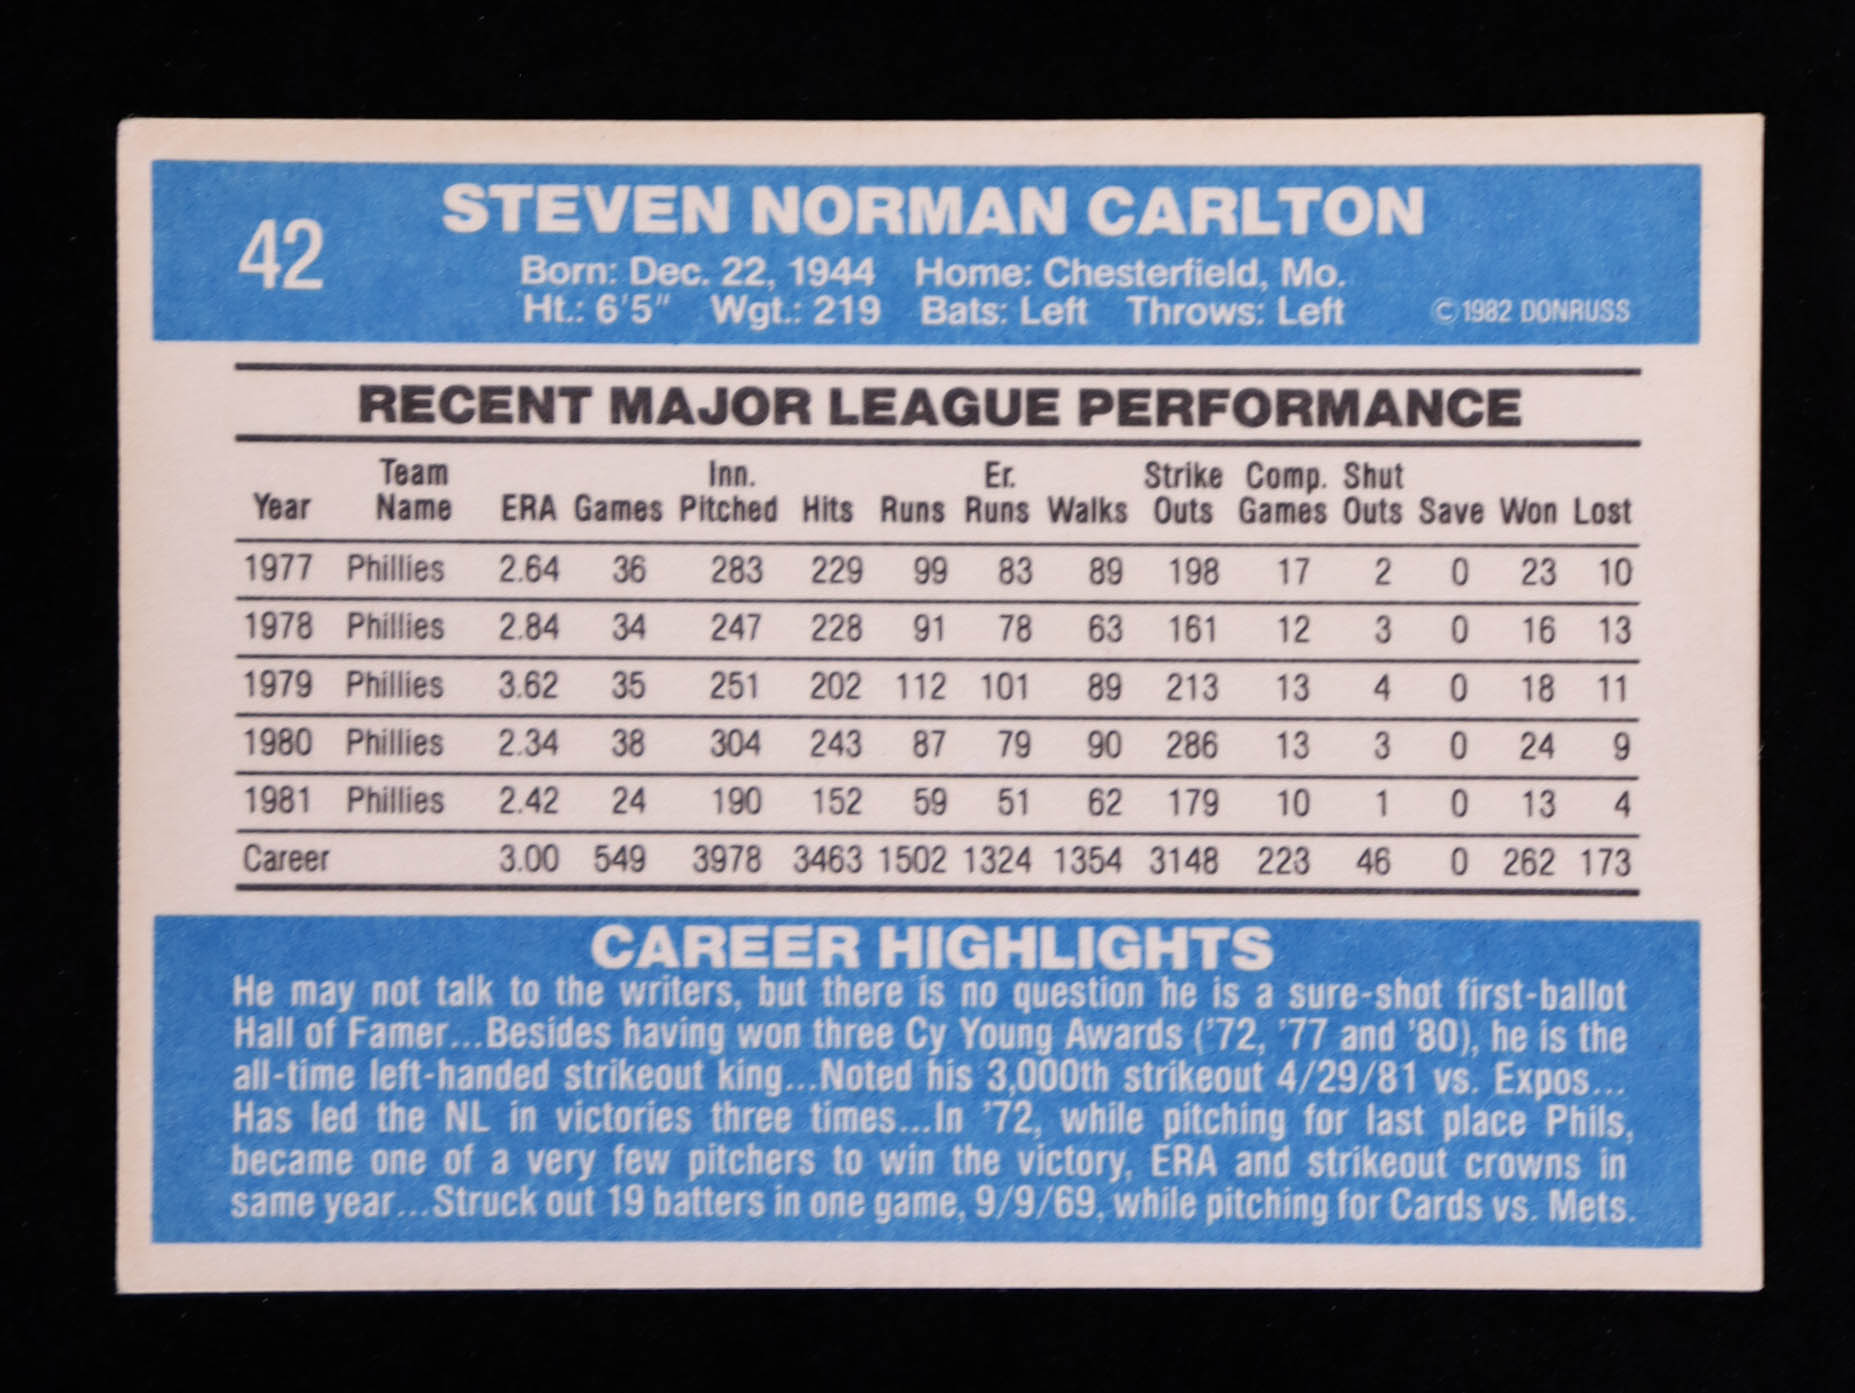 42
STEVEN NORMAN CARLTON
Born: Dec. 22, 1944 Home: Chesterfield, Mo.
Ht.: 6'5" Wgt.: 219 Bats: Left Throws: Left
©1982 DONRUSS
RECENT MAJOR LEAGUE PERFORMANCE
Team Inn. Er. Strike Comp. Shut
Year Name ERA Games Pitched Hits Runs Runs Walks Outs Games Outs Save Won Lost
1977 Phillies 2.64 36 283 229 99 83 89 198 17 2 0 23 10
1978 Phillies 2.84 34 247 228 91 78 63 161 12 3 0 16 13
1979 Phillies 3.62 35 251 202 112 101 89 213 13 4 0 18 11
1980 Phillies 2.34 38 304 243 87 79 90 286 13 3 0 24 9
1981 Phillies 2.42 24 190 152 59 51 62 179 10 1 0 13 4
Career 3.00 549 3978 3463 1502 1324 1354 3148 223 46 0 262 173
CAREER HIGHLIGHTS
He may not talk to the writers, but there is no question he is a sure-shot first-ballot
Hall of Famer...Besides having won three Cy Young Awards ('72, '77 and '80), he is the
all-time left-handed strikeout king...Noted his 3,000th strikeout 4/29/81 vs. Expos...
Has led the NL in victories three times...In '72, while pitching for last place Phils,
became one of a very few pitchers to win the victory, ERA and strikeout crowns in
same year...Struck out 19 batters in one game, 9/9/69, while pitching for Cards vs. Mets.